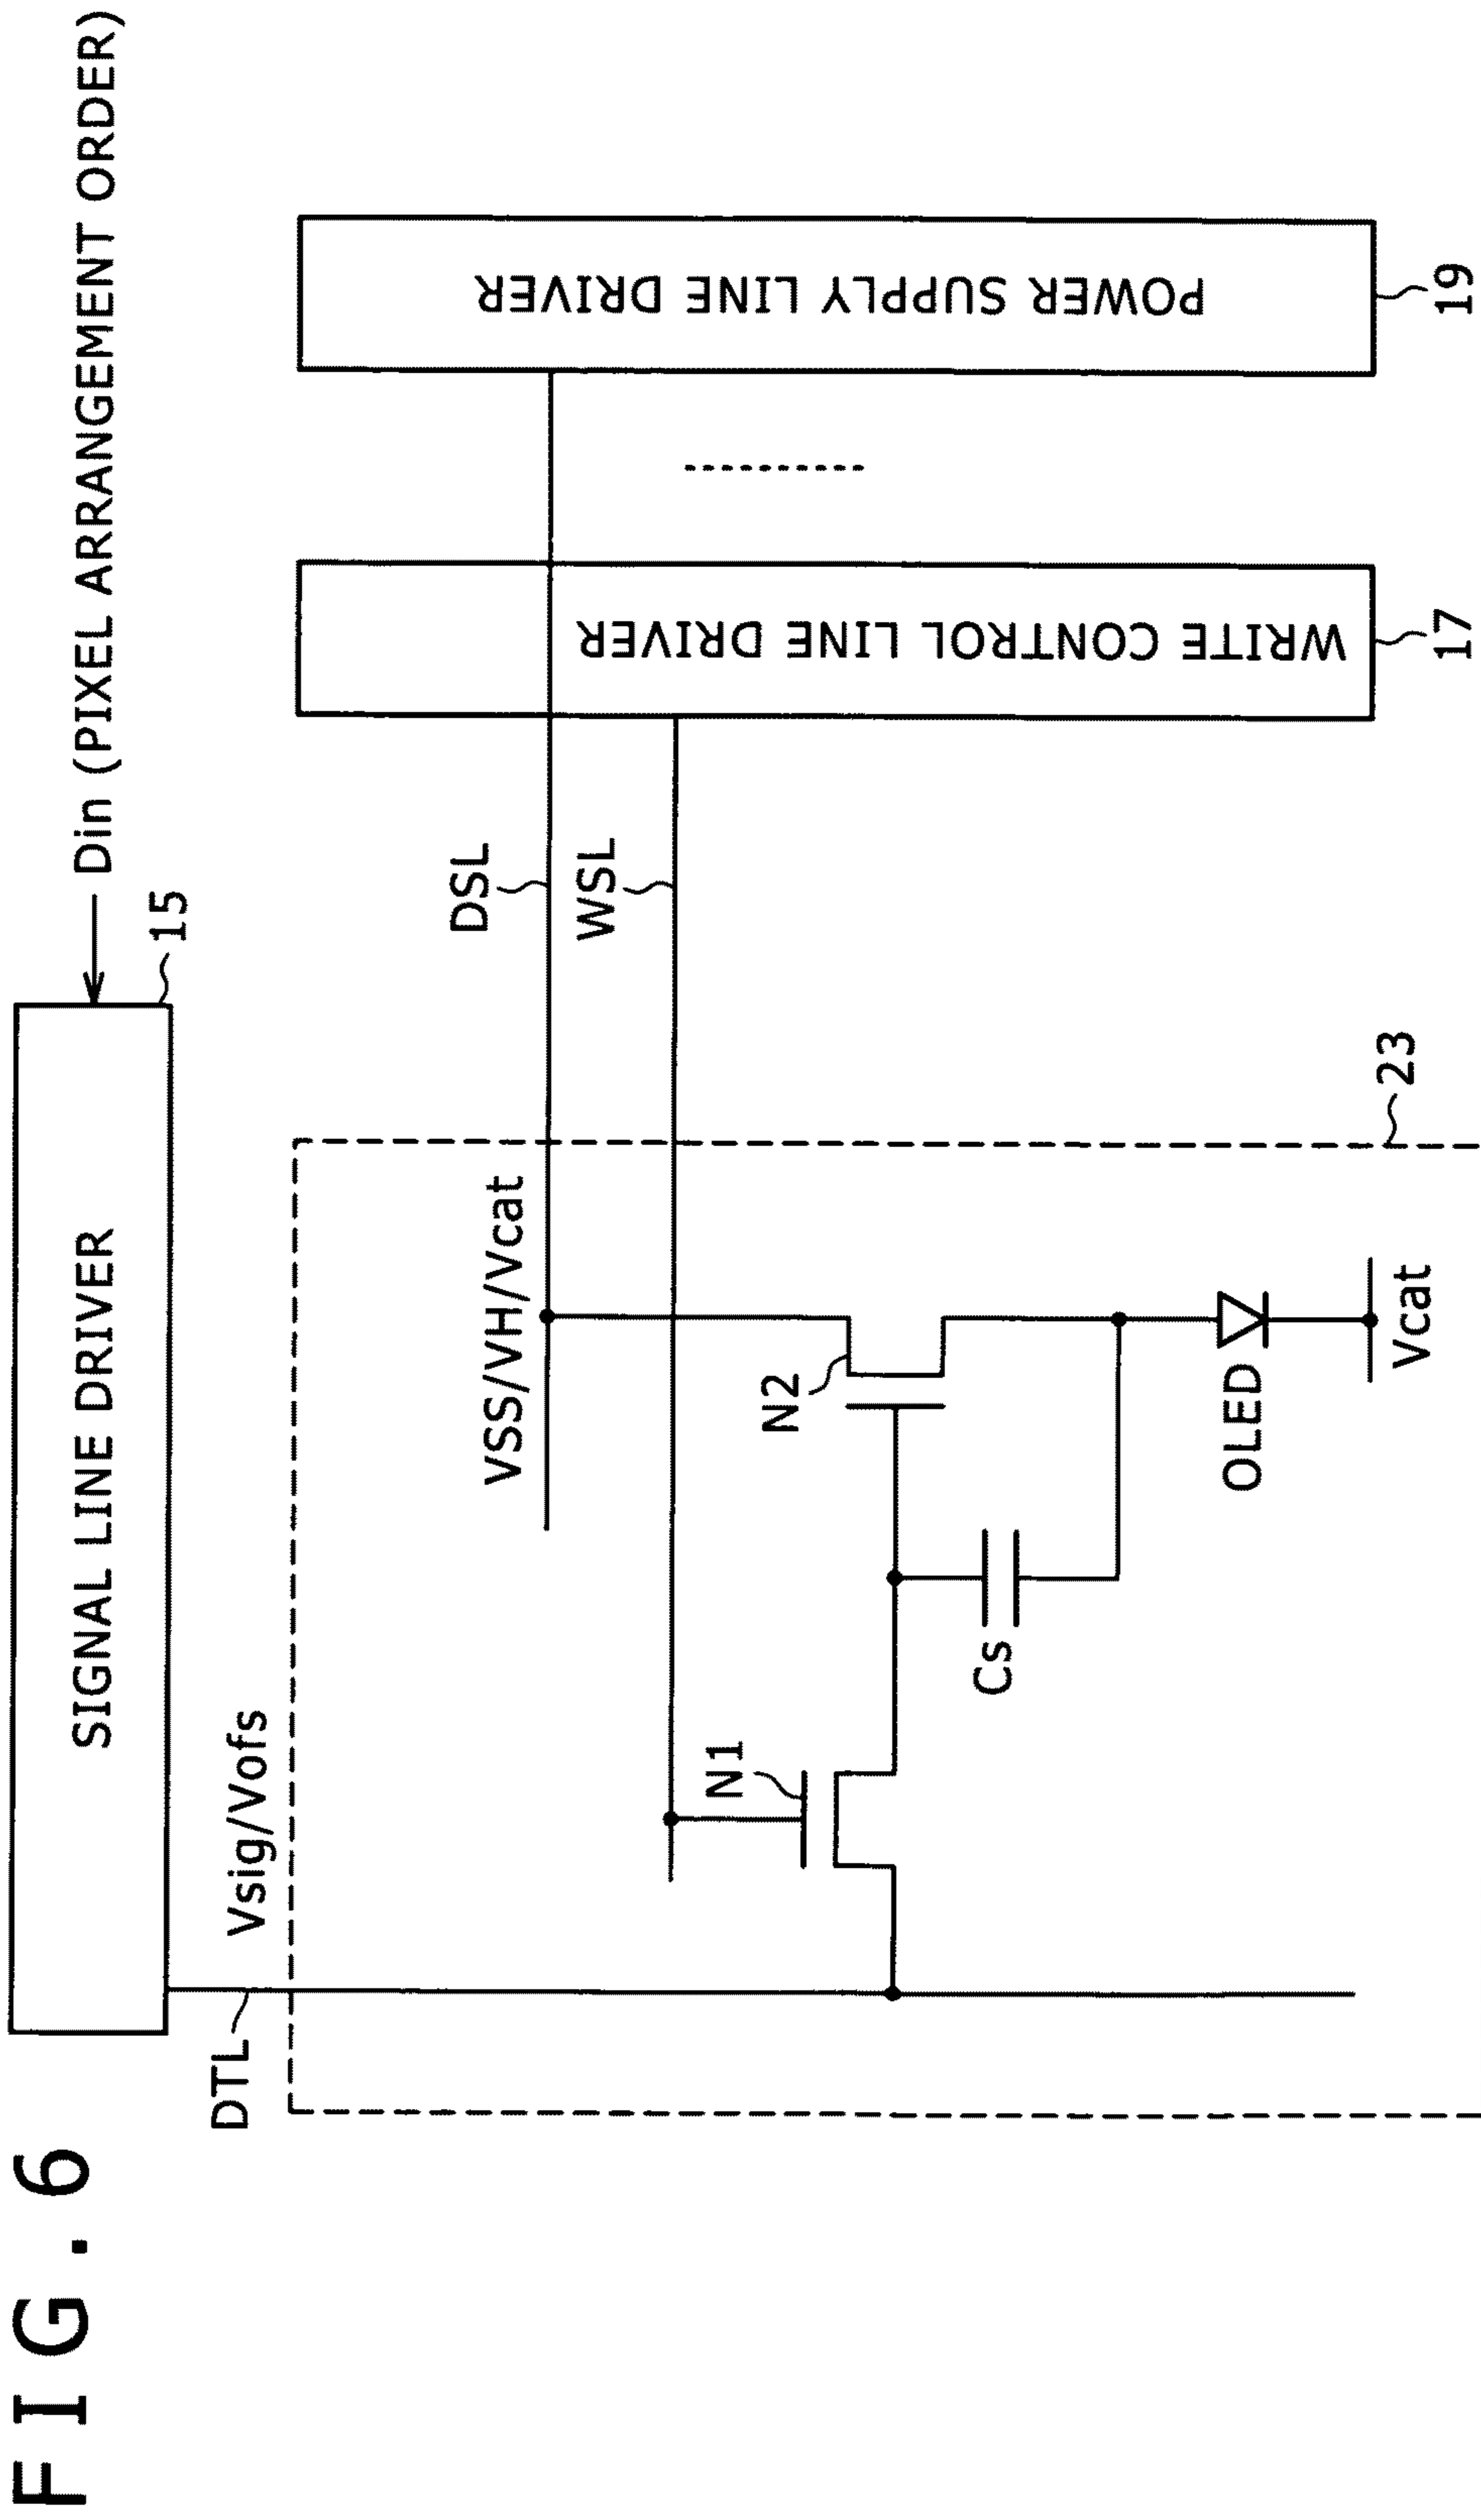 FIG.6
SIGNAL LINE DRIVER
Din (PIXEL ARRANGEMENT ORDER)
15
DTL
Vsig/Vofs
DSL
VSS/VH/Vcat
WSL
N1
N2
Cs
OLED
Vcat
23
WRITE CONTROL LINE DRIVER
17
POWER SUPPLY LINE DRIVER
19